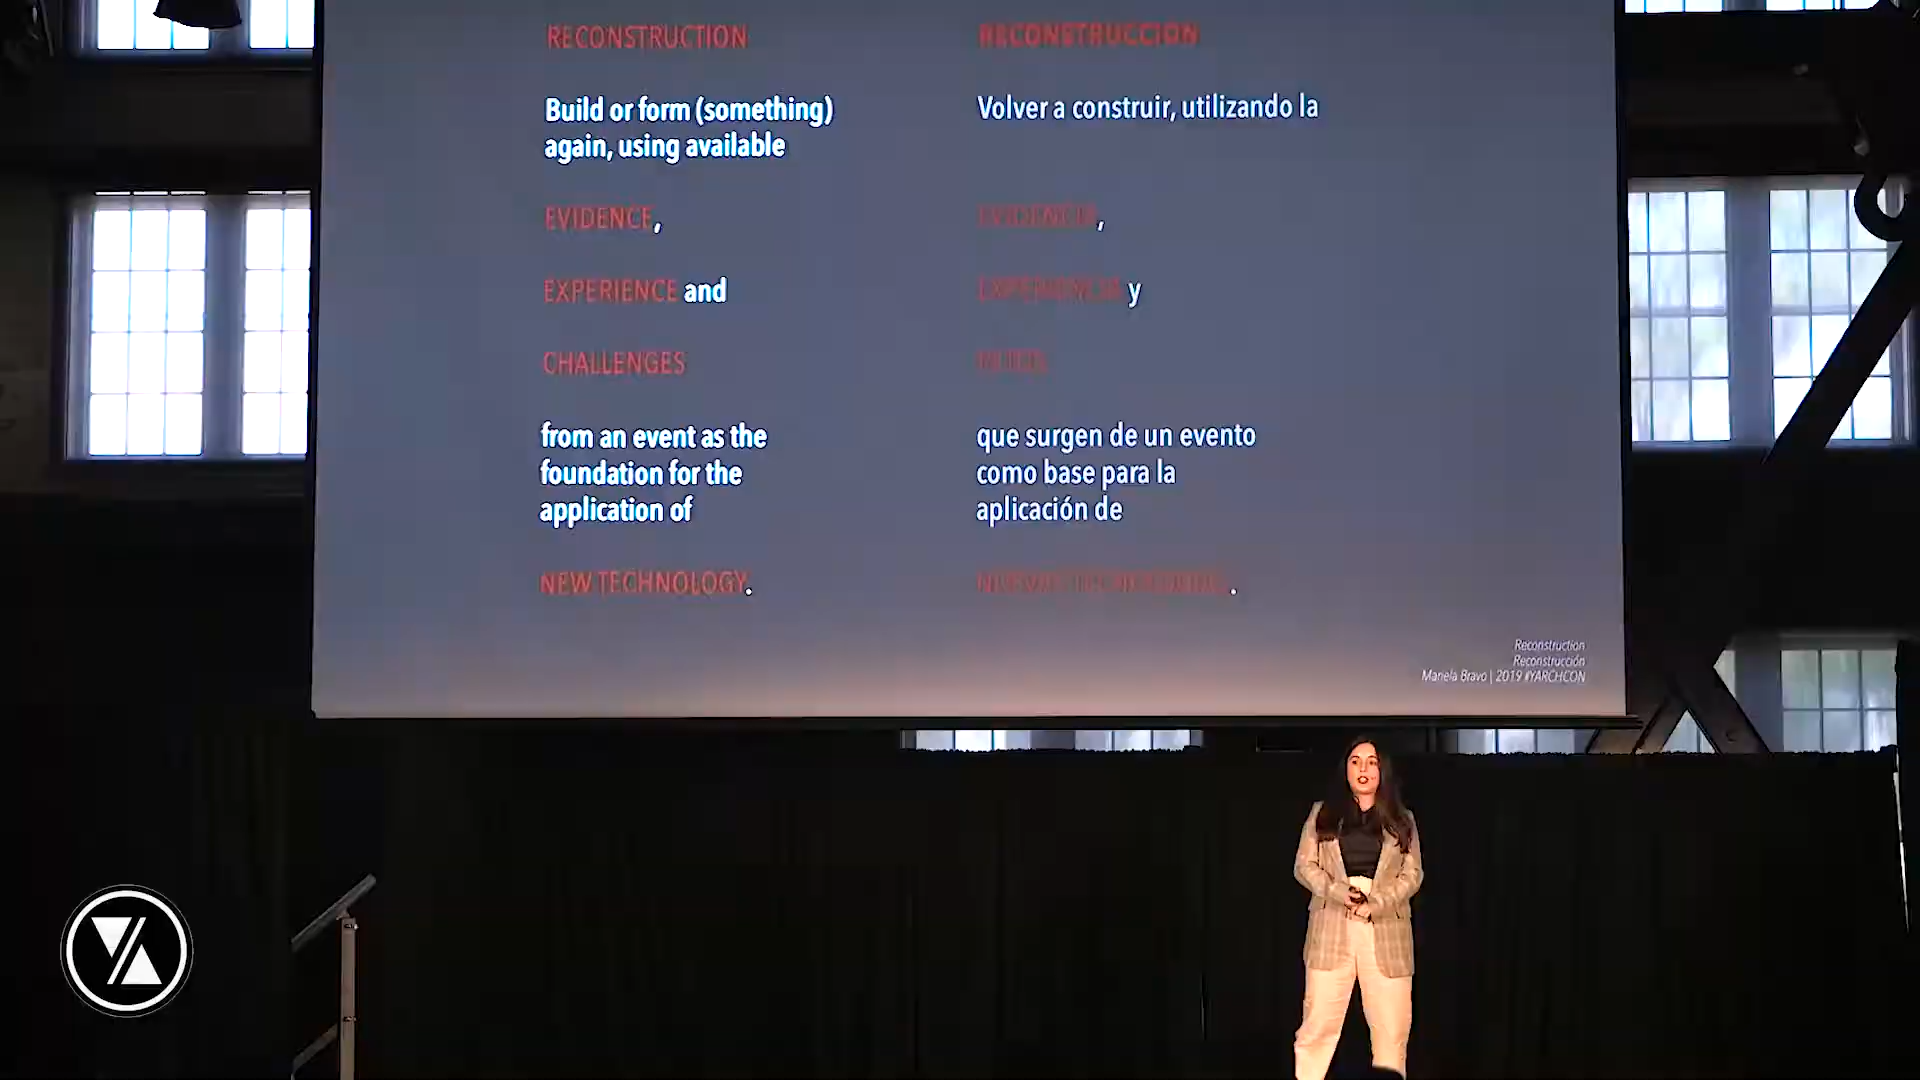 RECONSTRUCTION
Build or form (something)
again, using available
EVIDENCE,
EXPERIENCE and
CHALLENGES
from an event as the
foundation for the
application of
NEW TECHNOLOGY.
RECONSTRUCCION
Volver a construir, utilizando la
EVIDENCIA,
EXPERIENCIA y
que surgen de un evento
como base para la
aplicación de
Reconstruction
Reconstrucción
Mariela Bravo | 2019 #YARCHCON